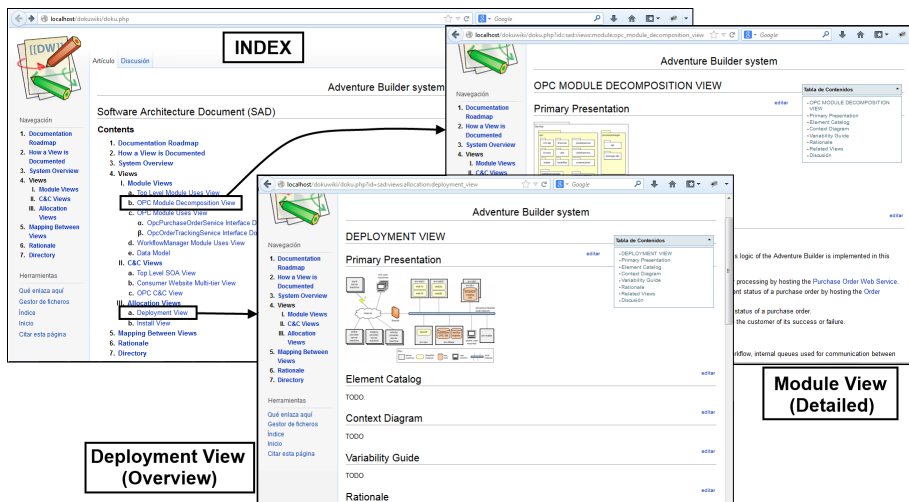 localhost/dokuwiki/doku.php
Google
INDEX
[[DW]]
Artículo Discusión
Adventure Builder system
Navegación
1. Documentation Roadmap
2. How a View is Documented
3. System Overview
4. Views
I. Module Views
II. C&C Views
III. Allocation Views
5. Mapping Between Views
6. Rationale
7. Directory
Herramientas
Qué enlaza aquí
Gestor de ficheros
Índice
Inicio
Citar esta página
Software Architecture Document (SAD)
Contents
1. Documentation Roadmap
2. How a View is Documented
3. System Overview
4. Views
I. Module Views
a. Top Level Module Uses View
b. OPC Module Decomposition View
c. OPC Module Uses View
α. OpcPurchaseOrderService Interface D
β. OpcOrderTrackingService Interface Do
d. WorkflowManager Module Uses View
e. Data Model
II. C&C Views
a. Top Level SOA View
b. Consumer Website Multi-tier View
c. OPC C&C View
III. Allocation Views
a. Deployment View
b. Install View
5. Mapping Between Views
6. Rationale
7. Directory
localhost/dokuwiki/doku.php?id=sad:views:module:opc_module_decomposition_view
Google
Adventure Builder system
Navegación
1. Documentation Roadmap
2. How a View is Documented
3. System Overview
4. Views
I. Module Views
II. C&C Views
OPC MODULE DECOMPOSITION VIEW
Primary Presentation
editar
Tabla de Contenidos
OPC MODULE DECOMPOSITION VIEW
Primary Presentation
Element Catalog
Context Diagram
Variability Guide
Rationale
Related Views
Discusión
editar
s logic of the Adventure Builder is implemented in this
processing by hosting the Purchase Order Web Service.
nt status of a purchase order by hosting the Order
status of a purchase order.
the customer of its success or failure.
rkflow, internal queues used for communication between
Module View
(Detailed)
localhost/dokuwiki/doku.php?id=sad:views:allocation:deployment_view
Google
Adventure Builder system
Navegación
1. Documentation Roadmap
2. How a View is Documented
3. System Overview
4. Views
I. Module Views
II. C&C Views
III. Allocation Views
5. Mapping Between Views
6. Rationale
7. Directory
Herramientas
Qué enlaza aquí
Gestor de ficheros
Índice
Inicio
Citar esta página
DEPLOYMENT VIEW
Primary Presentation
editar
Tabla de Contenidos
DEPLOYMENT VIEW
Primary Presentation
Element Catalog
Context Diagram
Variability Guide
Rationale
Related Views
Discusión
Element Catalog
editar
TODO.
Context Diagram
editar
TODO
Variability Guide
editar
TODO
Rationale
editar
Deployment View
(Overview)